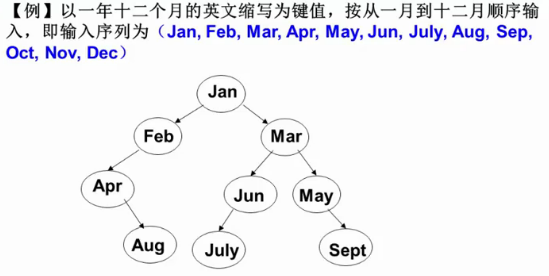 【例】以一年十二个月的英文缩写为键值，按从一月到十二月顺序输
入，即输入序列为（Jan, Feb, Mar, Apr, May, Jun, July, Aug, Sep,
Oct, Nov, Dec）
Jan
Feb Mar
Apr Jun May
Aug July Sept